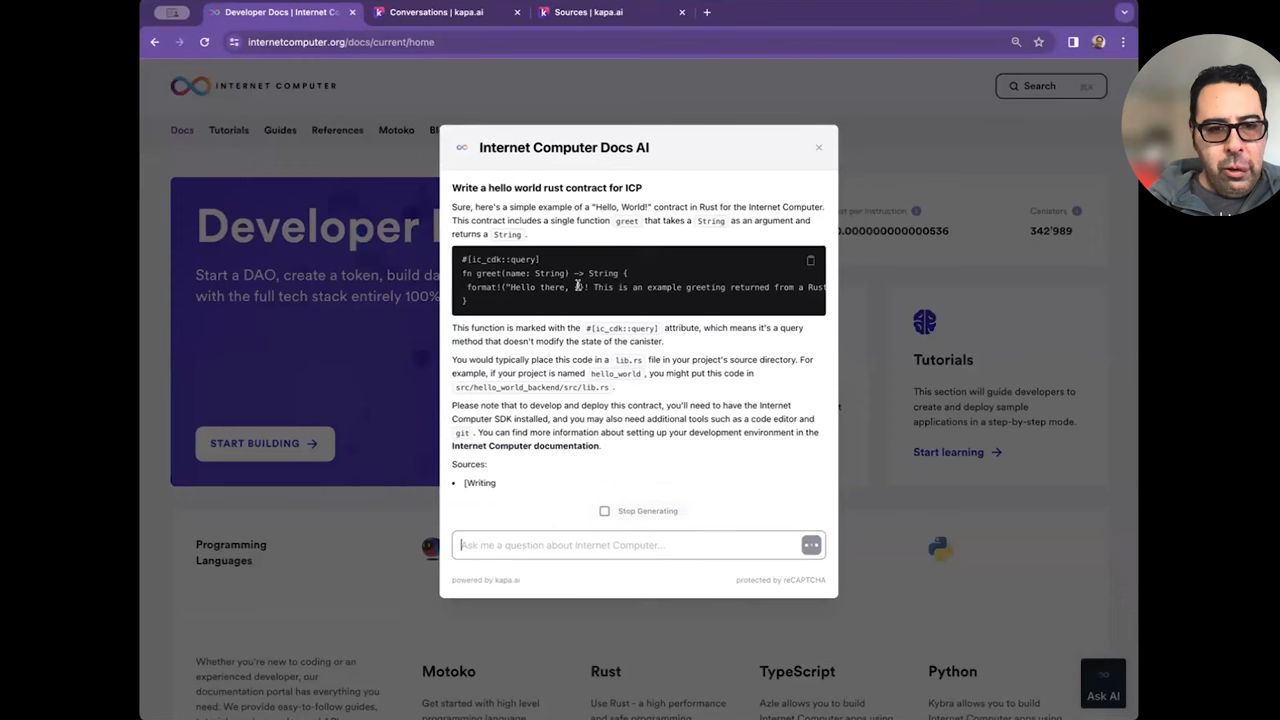 Developer Docs | Internet Co
Conversations | kapa.ai
Sources | kapa.ai
internetcomputer.org/docs/current/home
INTERNET COMPUTER
Search
Docs Tutorials Guides References Motoko
Internet Computer Docs AI
Write a hello world rust contract for ICP
Sure, here's a simple example of a "Hello, World!" contract in Rust for the Internet Computer.
This contract includes a single function greet that takes a String as an argument and
returns a String .
#[ic_cdk::query]
fn greet(name: String) -> String {
format!("Hello there, {}! This is an example greeting returned from a Rust
}
This function is marked with the #[ic_cdk::query] attribute, which means it's a query
method that doesn't modify the state of the canister.
You would typically place this code in a lib.rs file in your project's source directory. For
example, if your project is named hello_world , you might put this code in
src/hello_world_backend/src/lib.rs .
Please note that to develop and deploy this contract, you'll need to have the Internet
Computer SDK installed, and you may also need additional tools such as a code editor and
git . You can find more information about setting up your development environment in the
Internet Computer documentation.
Sources:
• [Writing
Stop Generating
Ask me a question about Internet Computer...
powered by kapa.ai
protected by reCAPTCHA
Developer
Start a DAO, create a token, build
with the full tech stack entirely 100%
START BUILDING
per Instruction
0.000000000000536
Canisters
342'989
Tutorials
This section will guide developers to
create and deploy sample
applications in a step-by-step mode.
Start learning
Programming
Languages
Whether you're new to coding or an
experienced developer, our
documentation portal has everything you
need. We provide tutorials, guides,
Motoko
Get started with high level
Rust
Use Rust - a high performance
TypeScript
Azle allows you to build
Python
Kybra allows you to build
Ask AI